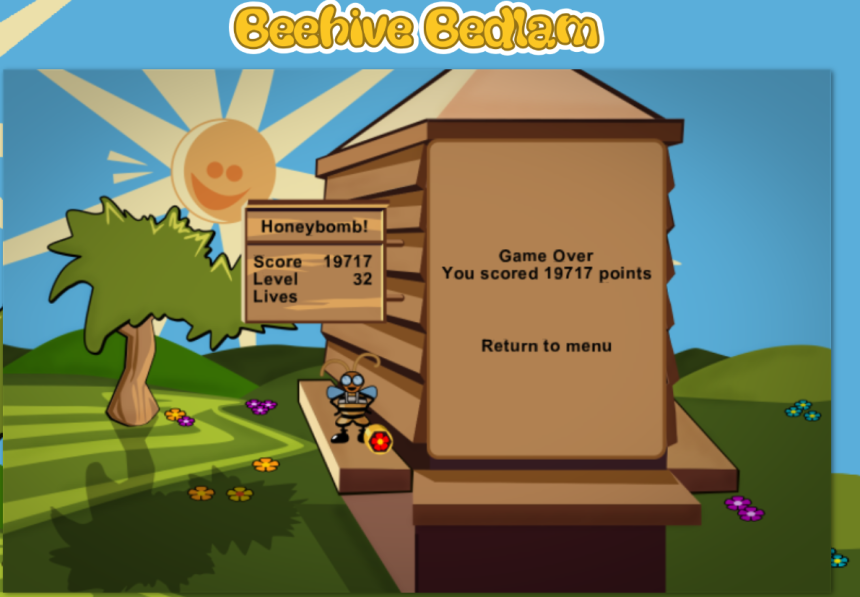 Beehive Bedlam
Honeybomb!
Score 19717
Level 32
Lives
Game Over
You scored 19717 points
Return to menu